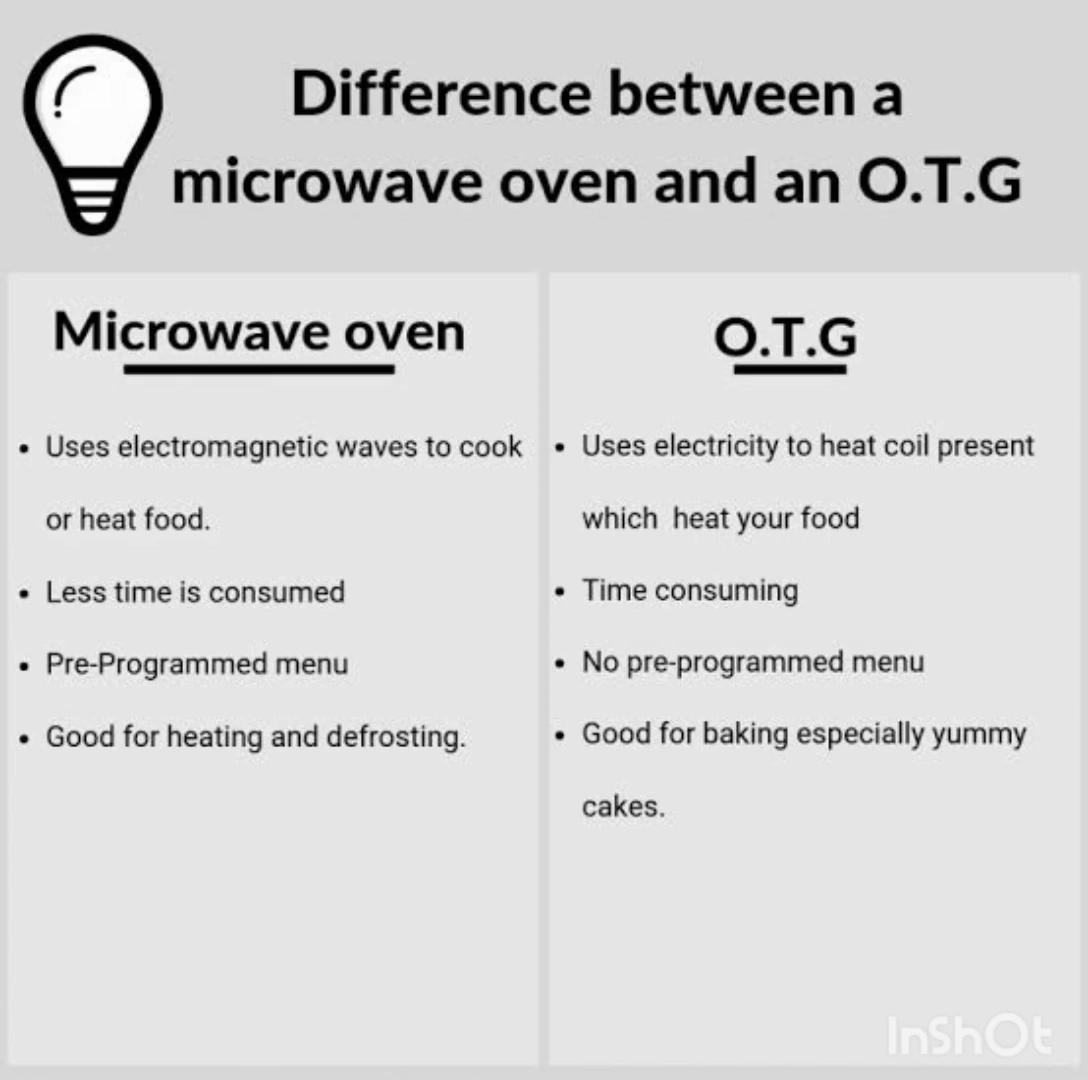 Difference between a
microwave oven and an O.T.G
Microwave oven
• Uses electromagnetic waves to cook
or heat food.
• Less time is consumed
• Pre-Programmed menu
• Good for heating and defrosting.
O.T.G
• Uses electricity to heat coil present
which heat your food
• Time consuming
• No pre-programmed menu
• Good for baking especially yummy
cakes.
InShOt